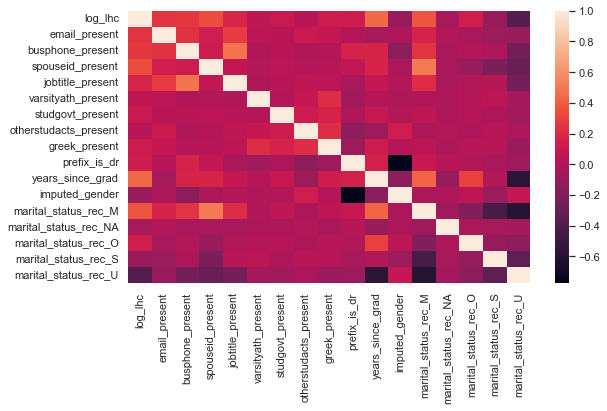 log_lhc
email_present
busphone_present
spouseid_present
jobtitle_present
varsityath_present
studgovt_present
otherstudacts_present
greek_present
prefix_is_dr
years_since_grad
imputed_gender
marital_status_rec_M
marital_status_rec_NA
marital_status_rec_O
marital_status_rec_S
marital_status_rec_U
log_lhc
email_present
busphone_present
spouseid_present
jobtitle_present
varsityath_present
studgovt_present
otherstudacts_present
greek_present
prefix_is_dr
years_since_grad
imputed_gender
marital_status_rec_M
marital_status_rec_NA
marital_status_rec_O
marital_status_rec_S
marital_status_rec_U
1.0
0.8
0.6
0.4
0.2
0.0
−0.2
−0.4
−0.6